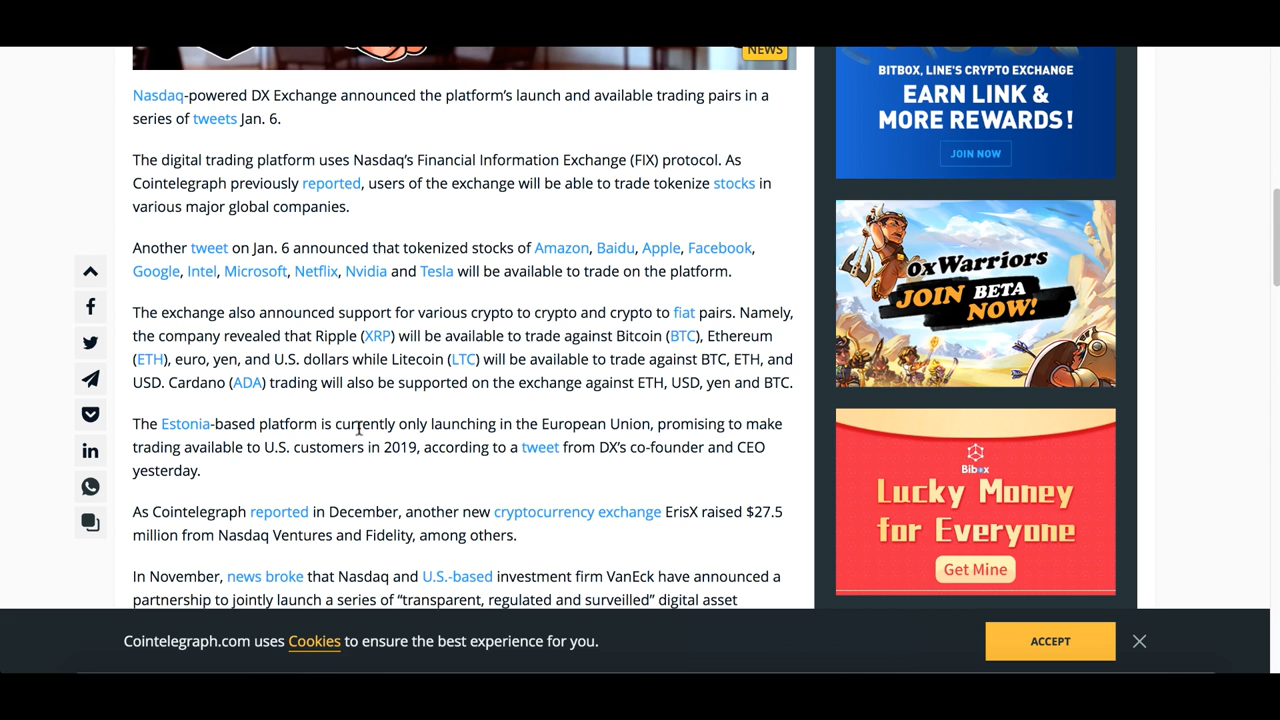 NEWS
Nasdaq-powered DX Exchange announced the platform's launch and available trading pairs in a
series of tweets Jan. 6.
The digital trading platform uses Nasdaq's Financial Information Exchange (FIX) protocol. As
Cointelegraph previously reported, users of the exchange will be able to trade tokenize stocks in
various major global companies.
Another tweet on Jan. 6 announced that tokenized stocks of Amazon, Baidu, Apple, Facebook,
Google, Intel, Microsoft, Netflix, Nvidia and Tesla will be available to trade on the platform.
The exchange also announced support for various crypto to crypto and crypto to fiat pairs. Namely,
the company revealed that Ripple (XRP) will be available to trade against Bitcoin (BTC), Ethereum
(ETH), euro, yen, and U.S. dollars while Litecoin (LTC) will be available to trade against BTC, ETH, and
USD. Cardano (ADA) trading will also be supported on the exchange against ETH, USD, yen and BTC.
The Estonia-based platform is currently only launching in the European Union, promising to make
trading available to U.S. customers in 2019, according to a tweet from DX's co-founder and CEO
yesterday.
As Cointelegraph reported in December, another new cryptocurrency exchange ErisX raised $27.5
million from Nasdaq Ventures and Fidelity, among others.
In November, news broke that Nasdaq and U.S.-based investment firm VanEck have announced a
partnership to jointly launch a series of “transparent, regulated and surveilled” digital asset
BITBOX, LINE'S CRYPTO EXCHANGE
EARN LINK &
MORE REWARDS!
JOIN NOW
0xWarriors
JOIN BETA
NOW!
Bibox
Lucky Money
for Everyone
Get Mine
Cointelegraph.com uses Cookies to ensure the best experience for you.
ACCEPT